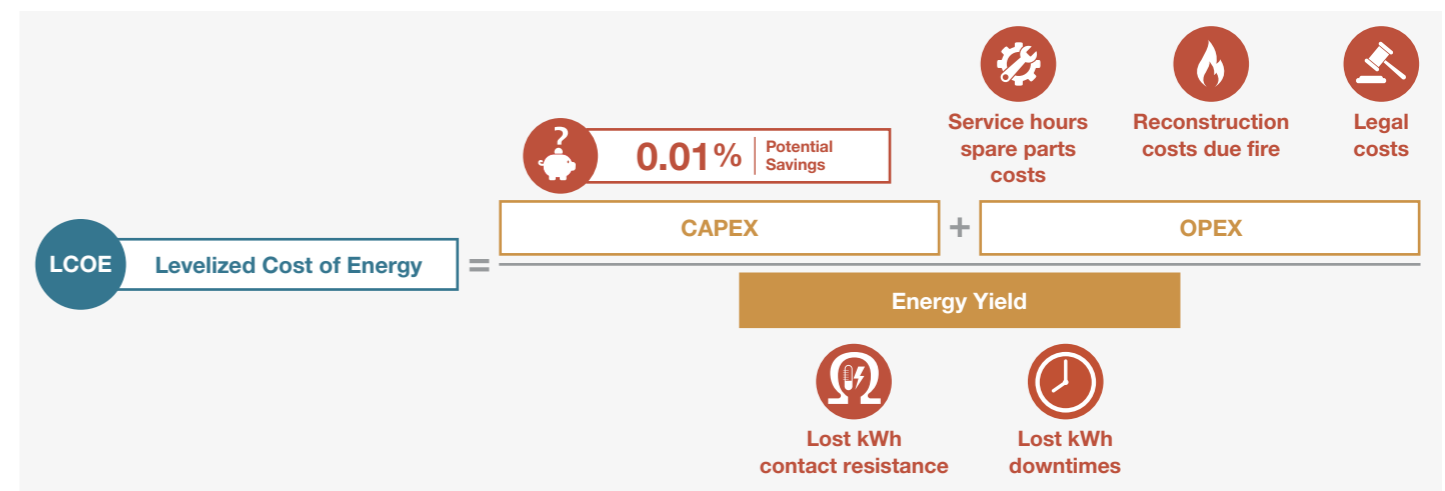 Service hours
spare parts
costs
Reconstruction
costs due fire
Legal
costs
?
0.01%
Potential
Savings
CAPEX
+
OPEX
LCOE
Levelized Cost of Energy
=
Energy Yield
Ω
Lost kWh
contact resistance
Lost kWh
downtimes